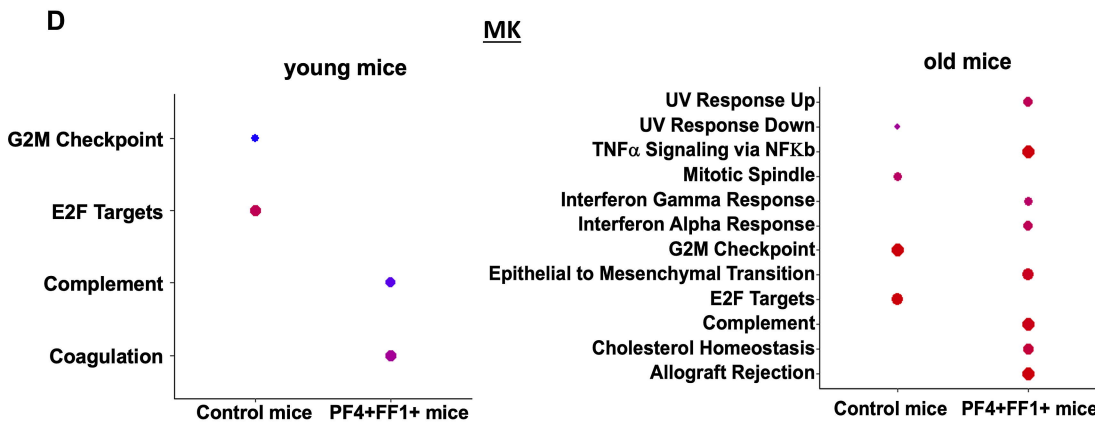 D
MK
young mice
G2M Checkpoint
E2F Targets
Complement
Coagulation
Control mice PF4+FF1+ mice
old mice
UV Response Up
UV Response Down
TNFα Signaling via NFKb
Mitotic Spindle
Interferon Gamma Response
Interferon Alpha Response
G2M Checkpoint
Epithelial to Mesenchymal Transition
E2F Targets
Complement
Cholesterol Homeostasis
Allograft Rejection
Control mice PF4+FF1+ mice